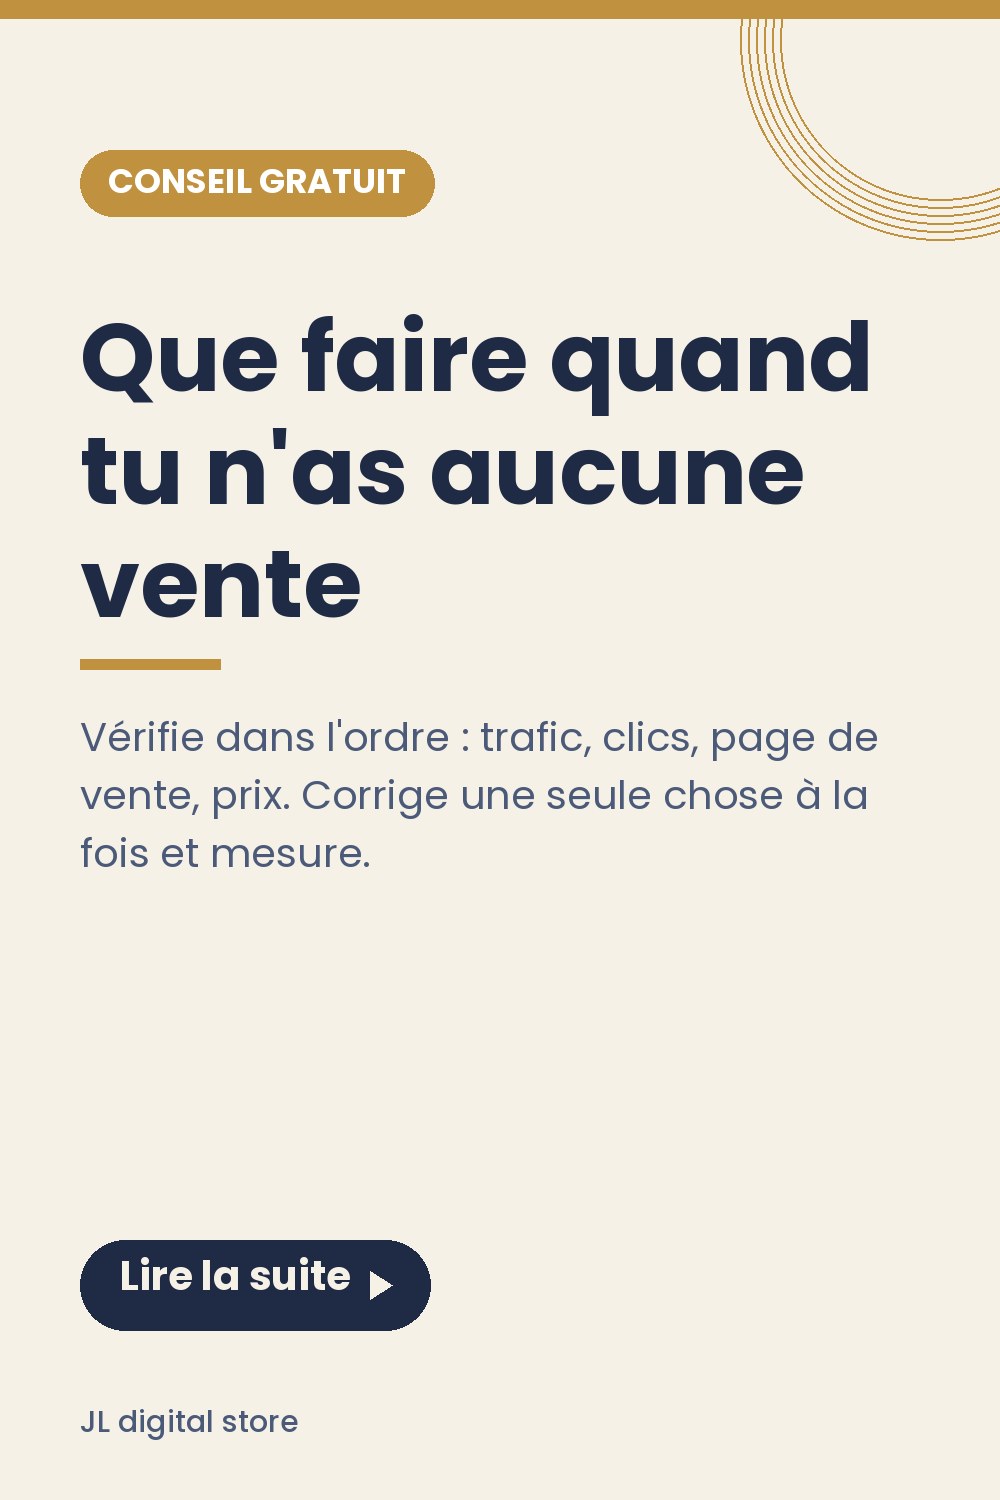 CONSEIL GRATUIT
Que faire quand
tu n'as aucune
vente
Vérifie dans l'ordre : trafic, clics, page de
vente, prix. Corrige une seule chose à la
fois et mesure.
Lire la suite
JL digital store